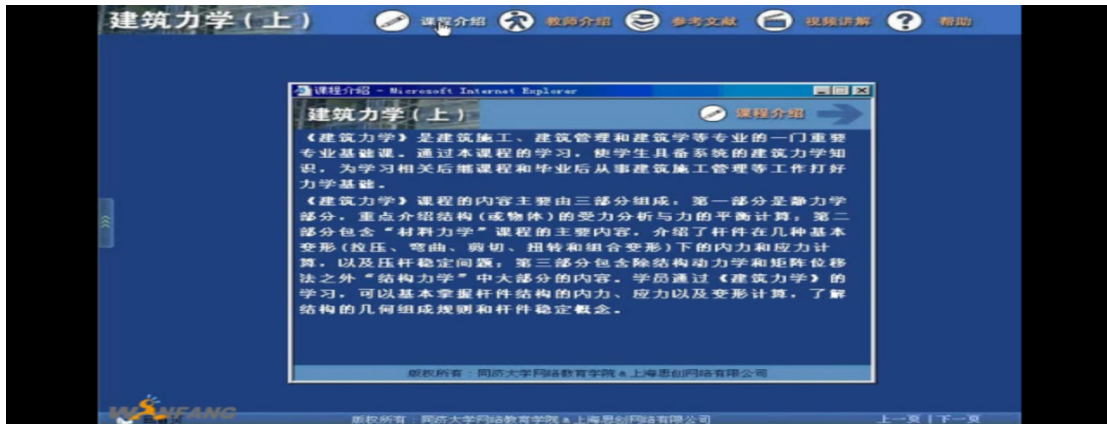 建筑力学(上) 课程介绍 教师介绍 参考文献 视频讲解 帮助
课程介绍 - Microsoft Internet Explorer
建筑力学(上) 课程介绍
《建筑力学》是建筑施工、建筑管理和建筑学等专业的一门重要
专业基础课。通过本课程的学习，使学生具备系统的建筑力学知
识，为学习相关后继课程和毕业后从事建筑施工管理等工作打好
力学基础。
《建筑力学》课程的内容主要由三部分组成，第一部分是静力学
部分，重点介绍结构(或物体)的受力分析与力的平衡计算；第二
部分包含“材料力学”课程的主要内容，介绍了杆件在几种基本
变形(拉压、弯曲、剪切、扭转和组合变形)下的内力和应力计
算，以及压杆稳定问题；第三部分包含除结构动力学和矩阵位移
法之外“结构力学”中大部分的内容。学员通过《建筑力学》的
学习，可以基本掌握杆件结构的内力、应力以及变形计算，了解
结构的几何组成规则和杆件稳定概念。
版权所有：同济大学网络教育学院&上海思创网络有限公司
WANFANG
版权所有：同济大学网络教育学院&上海思创网络有限公司
上一页 | 下一页